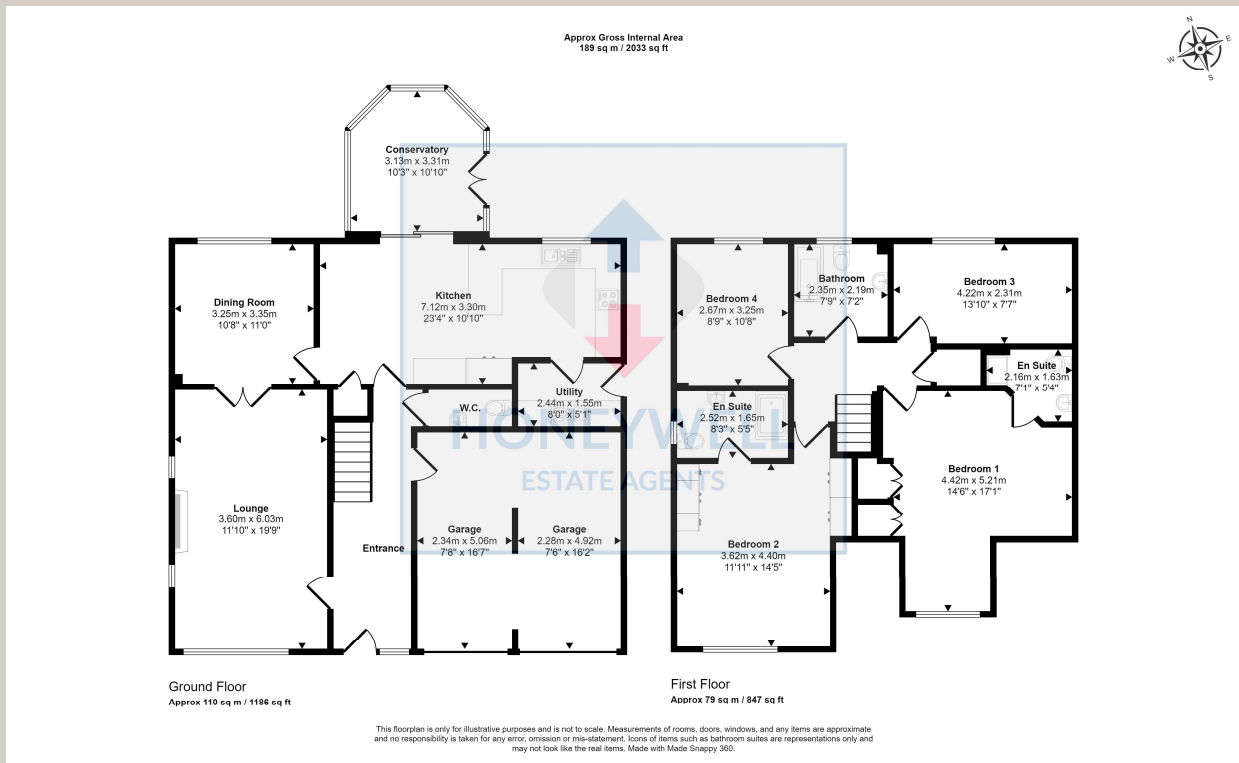 Approx Gross Internal Area
189 sq m / 2033 sq ft
N
E
S
W
Conservatory
3.13m x 3.31m
10'3" x 10'10"
Dining Room
3.25m x 3.35m
10'8" x 11'0"
Kitchen
7.12m x 3.30m
23'4" x 10'10"
Utility
2.44m x 1.55m
8'0" x 5'1"
W.C.
Lounge
3.60m x 6.03m
11'10" x 19'9"
Entrance
Garage
2.34m x 5.06m
7'8" x 16'7"
Garage
2.28m x 4.92m
7'6" x 16'2"
Ground Floor
Approx 110 sq m / 1186 sq ft
Bedroom 4
2.67m x 3.25m
8'9" x 10'8"
Bathroom
2.35m x 2.19m
7'9" x 7'2"
Bedroom 3
4.22m x 2.31m
13'10" x 7'7"
En Suite
2.16m x 1.63m
7'1" x 5'4"
En Suite
2.52m x 1.65m
8'3" x 5'5"
Bedroom 1
4.42m x 5.21m
14'6" x 17'1"
Bedroom 2
3.62m x 4.40m
11'11" x 14'5"
First Floor
Approx 79 sq m / 847 sq ft
HONEYWELL
ESTATE AGENTS
This floorplan is only for illustrative purposes and is not to scale. Measurements of rooms, doors, windows, and any items are approximate
and no responsibility is taken for any error, omission or mis-statement. Icons of items such as bathroom suites are representations only and
may not look like the real items. Made with Made Snappy 360.